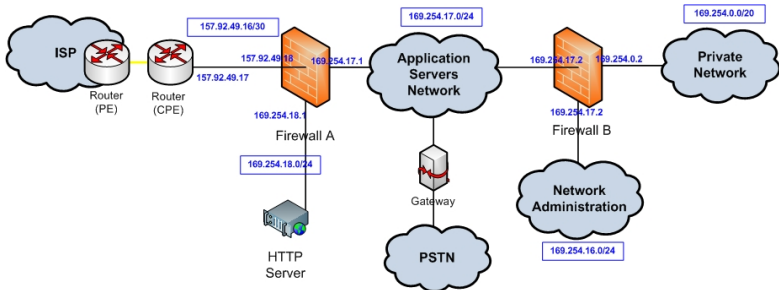 169.254.17.0/24
169.254.0.0/20
157.92.49.16/30
ISP
157.92.49.18
169.254.17.1
Application
Servers
Network
169.254.17.2
169.254.0.2
Private
Network
157.92.49.17
Router
(PE)
Router
(CPE)
169.254.18.1
Firewall A
169.254.17.2
Firewall B
169.254.18.0/24
Gateway
Network
Administration
HTTP
Server
PSTN
169.254.16.0/24